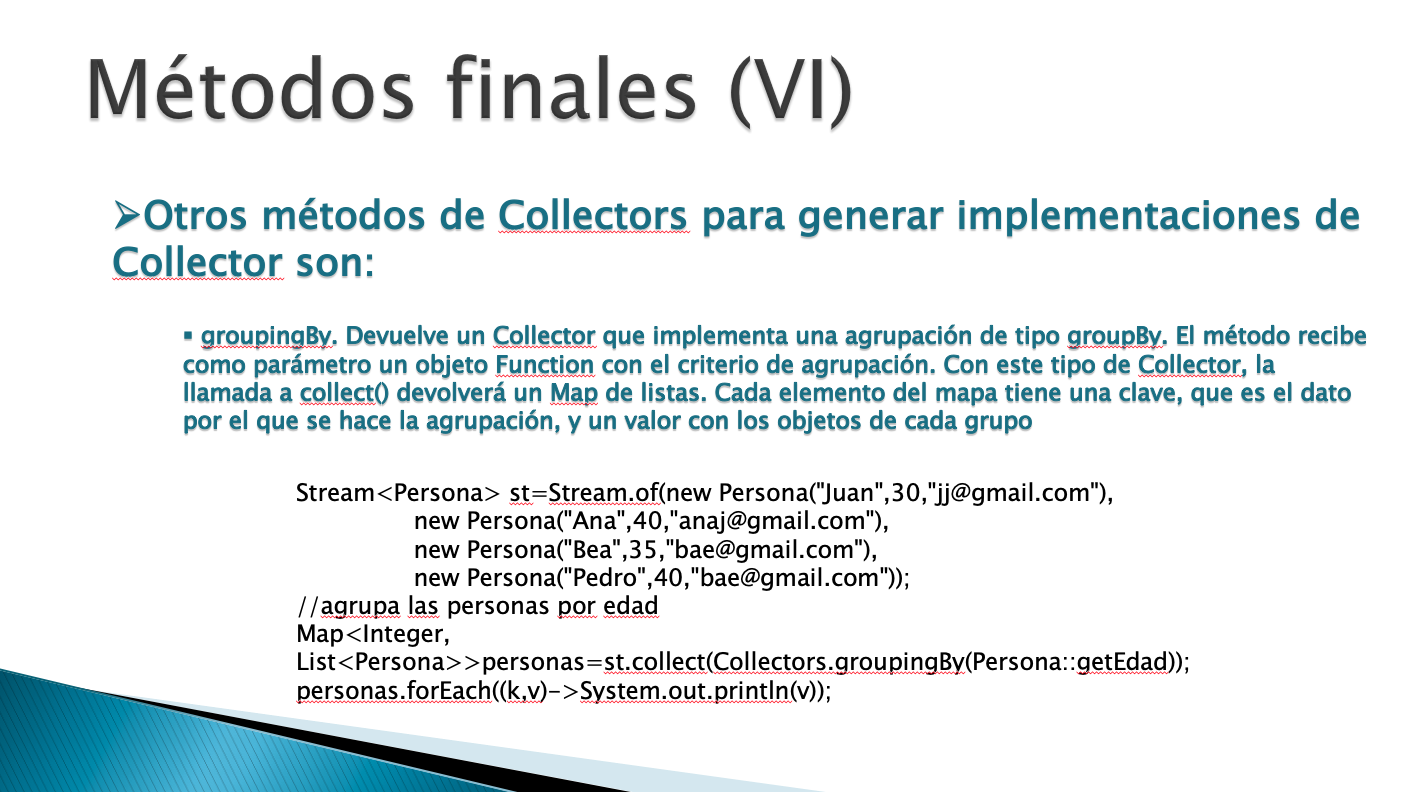 Métodos finales (VI)
➢Otros métodos de Collectors para generar implementaciones de
Collector son:
▪ groupingBy. Devuelve un Collector que implementa una agrupación de tipo groupBy. El método recibe
como parámetro un objeto Function con el criterio de agrupación. Con este tipo de Collector, la
llamada a collect() devolverá un Map de listas. Cada elemento del mapa tiene una clave, que es el dato
por el que se hace la agrupación, y un valor con los objetos de cada grupo
Stream<Persona> st=Stream.of(new Persona("Juan",30,"jj@gmail.com"),
new Persona("Ana",40,"anaj@gmail.com"),
new Persona("Bea",35,"bae@gmail.com"),
new Persona("Pedro",40,"bae@gmail.com"));
//agrupa las personas por edad
Map<Integer,
List<Persona>>personas=st.collect(Collectors.groupingBy(Persona::getEdad));
personas.forEach((k,v)->System.out.println(v));